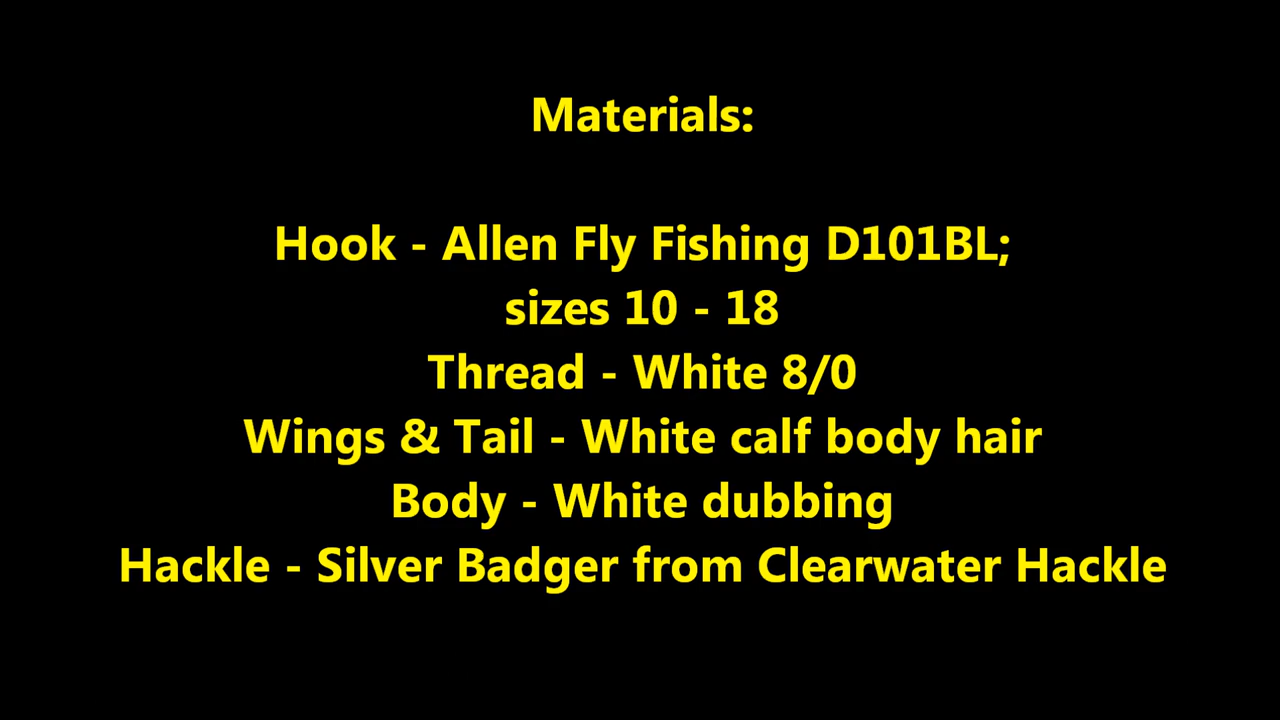 Materials:
Hook - Allen Fly Fishing D101BL;
sizes 10 - 18
Thread - White 8/0
Wings & Tail - White calf body hair
Body - White dubbing
Hackle - Silver Badger from Clearwater Hackle